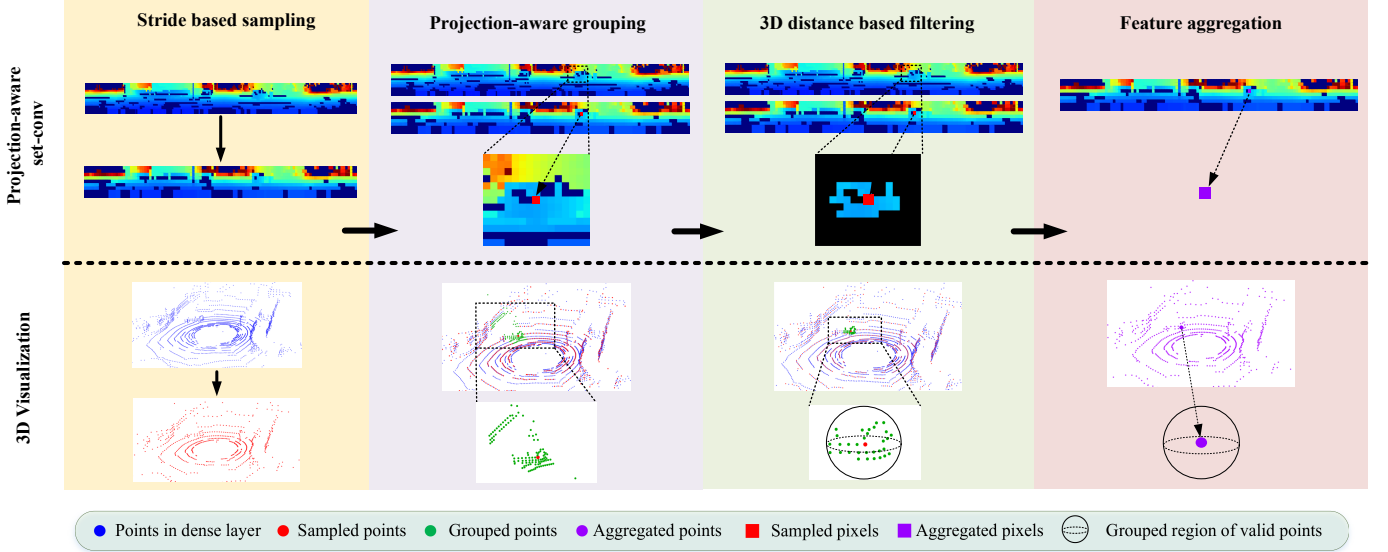 Stride based sampling
Projection-aware grouping
3D distance based filtering
Feature aggregation
Projection-aware
set-conv
3D Visualization
Points in dense layer
Sampled points
Grouped points
Aggregated points
Sampled pixels
Aggregated pixels
Grouped region of valid points